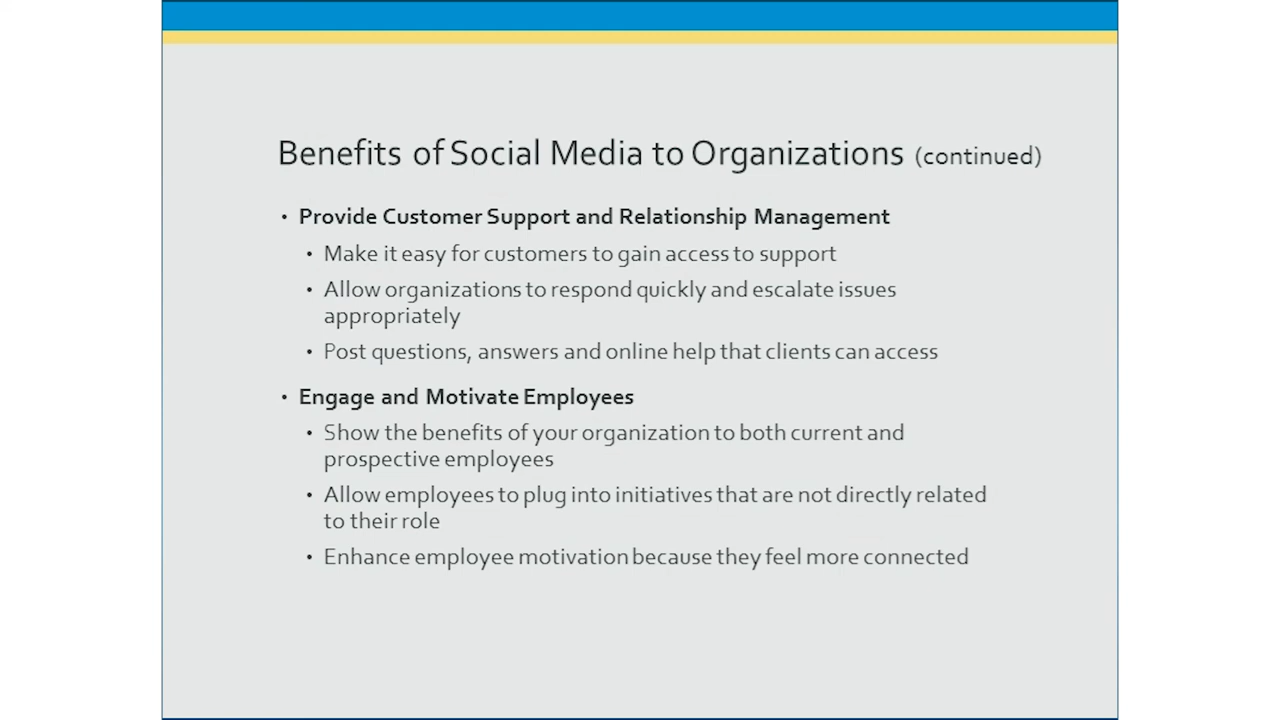 Benefits of Social Media to Organizations (continued)
• Provide Customer Support and Relationship Management
• Make it easy for customers to gain access to support
• Allow organizations to respond quickly and escalate issues
appropriately
• Post questions, answers and online help that clients can access
• Engage and Motivate Employees
• Show the benefits of your organization to both current and
prospective employees
• Allow employees to plug into initiatives that are not directly related
to their role
• Enhance employee motivation because they feel more connected